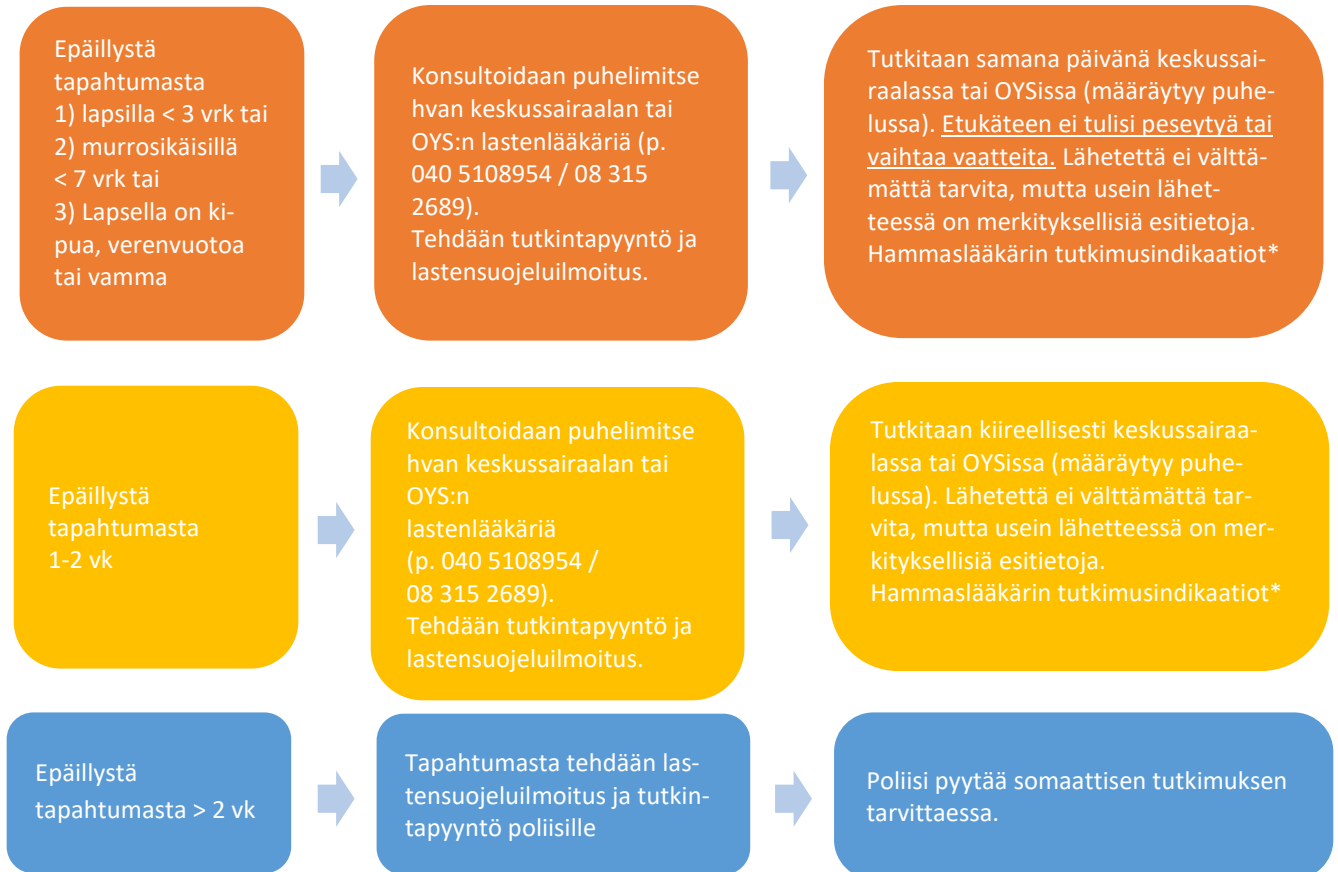 Epäillystä
tapahtumasta
1) lapsilla < 3 vrk tai
2) murrosikäisillä
< 7 vrk tai
3) Lapsella on ki-
pua, verenvuotoa
tai vamma
Konsultoidaan puhelimitse
hvan keskussairaalan tai
OYS:n lastenlääkäriä (p.
040 5108954 / 08 315
2689).
Tehdään tutkintapyyntö ja
lastensuojeluilmoitus.
Tutkitaan samana päivänä keskussai-
raalassa tai OYSissa (määräytyy puhe-
lussa). Etukäteen ei tulisi peseytyä tai
vaihtaa vaatteita. Lähetettä ei välttä-
mättä tarvita, mutta usein lähet-
teessä on merkityksellisiä esitietoja.
Hammaslääkärin tutkimusindikaatiot*
Epäillystä
tapahtumasta
1-2 vk
Konsultoidaan puhelimitse
hvan keskussairaalan tai
OYS:n
lastenlääkäriä
(p. 040 5108954 /
08 315 2689).
Tehdään tutkintapyyntö ja
lastensuojeluilmoitus.
Tutkitaan kiireellisesti keskussairaa-
lassa tai OYSissa (määräytyy puhe-
lussa). Lähetettä ei välttämättä tar-
vita, mutta usein lähetteessä on mer-
kityksellisiä esitietoja.
Hammaslääkärin tutkimusindikaatiot*
Epäillystä
tapahtumasta > 2 vk
Tapahtumasta tehdään las-
tensuojeluilmoitus ja tutkin-
tapyyntö poliisille
Poliisi pyytää somaattisen tutkimuksen
tarvittaessa.